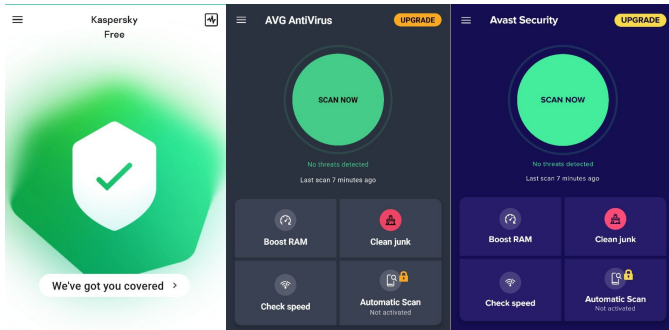 Kaspersky
Free
We've got you covered >
AVG AntiVirus
UPGRADE
SCAN NOW
No threats detected
Last scan 7 minutes ago
Boost RAM
Clean junk
Check speed
Automatic Scan
Not activated
Avast Security
UPGRADE
SCAN NOW
No threats detected
Last scan 7 minutes ago
Boost RAM
Clean junk
Check speed
Automatic Scan
Not activated